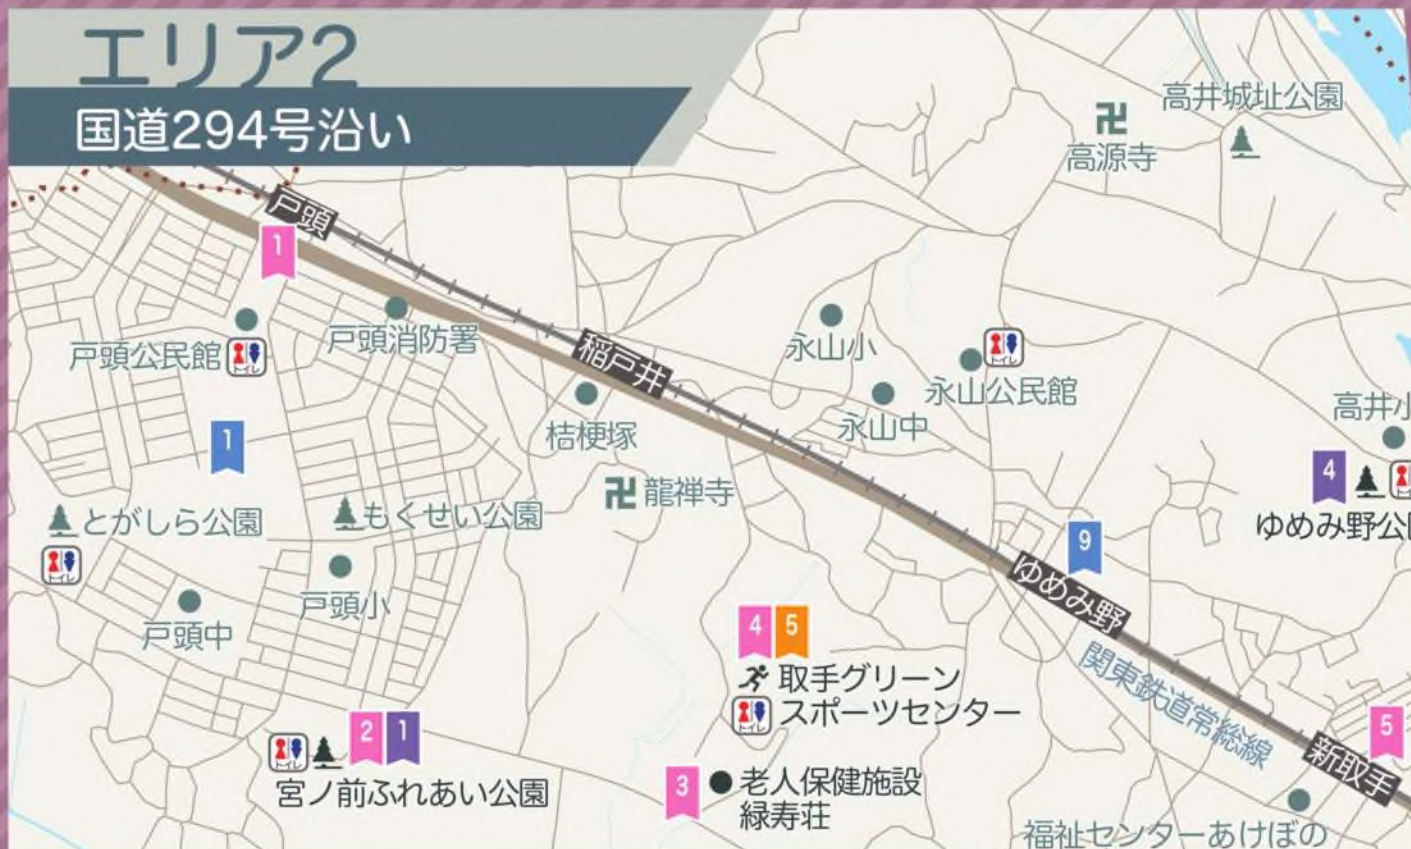 エリア2
国道294号沿い
高井城址公園
高源寺
戸頭
1
戸頭消防署
戸頭公民館
トイレ
稲戸井
永山小
永山公民館
トイレ
桔梗塚
永山中
高井小
1
龍禅寺
4
ゆめみ野公園
とがしら公園
もくせい公園
トイレ
9
ゆめみ野
戸頭小
戸頭中
4 5
取手グリーン
スポーツセンター
トイレ
関東鉄道常総線
2 1
トイレ
宮ノ前ふれあい公園
5
新取手
3
老人保健施設
緑寿荘
福祉センターあけぼの